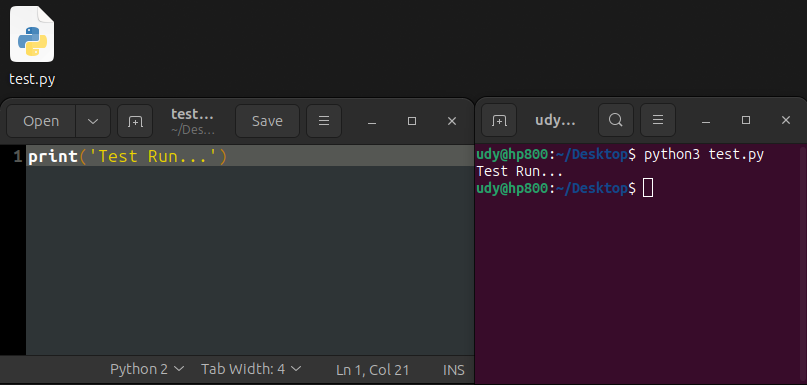 test.py
Open
test...
~/Des...
Save
udy...
1 print('Test Run...')
udy@hp800:~/Desktop$ python3 test.py
Test Run...
udy@hp800:~/Desktop$
Python 2
Tab Width: 4
Ln 1, Col 21
INS